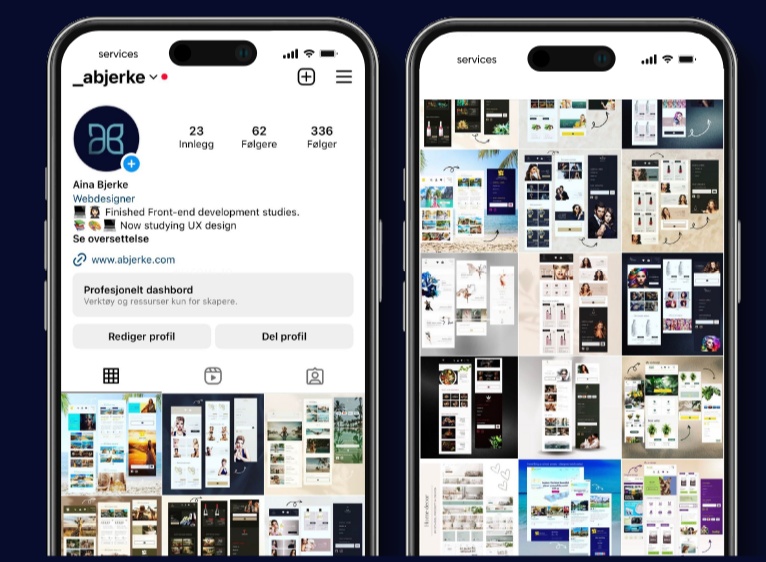 services
_abjerke
23 62 336
Innlegg Følgere Følger
Aina Bjerke
Webdesigner
Finished Front-end development studies.
Now studying UX design
Se oversettelse
www.abjerke.com
Profesjonelt dashbord
Verktøy og ressurser kun for skapere.
Rediger profil Del profil
services
Home decor